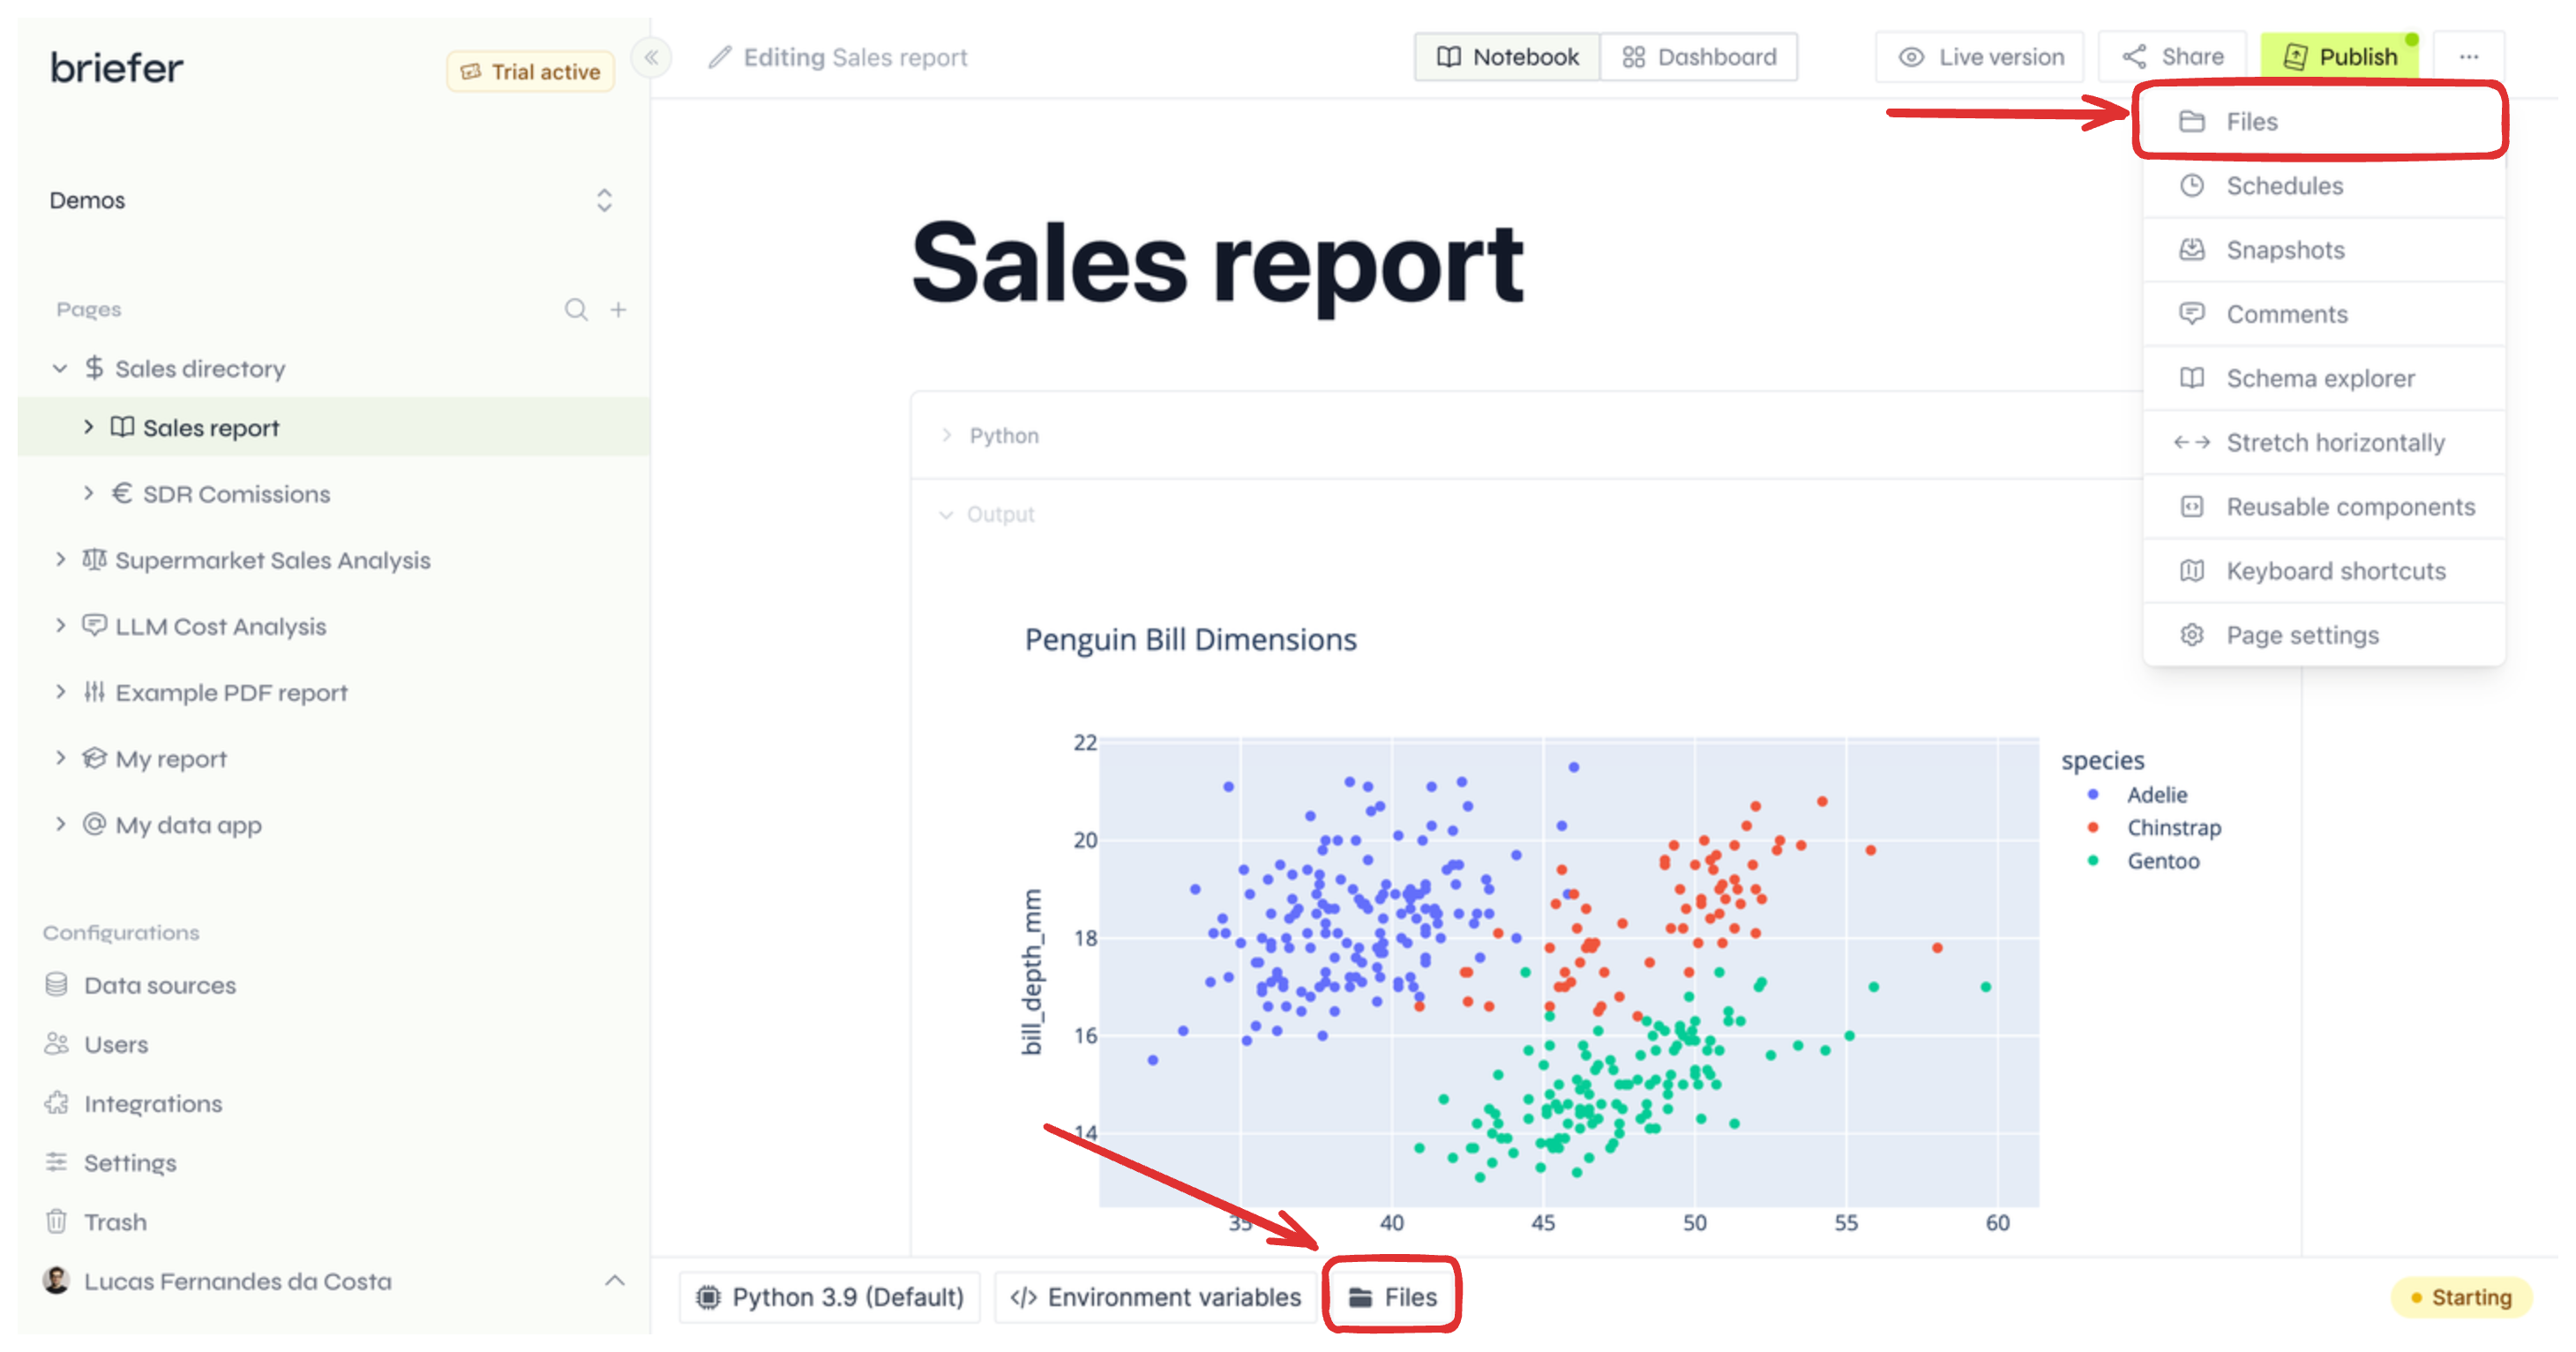 briefer
Trial active
Editing Sales report
Notebook
Dashboard
Live version
Share
Publish
Files
Schedules
Snapshots
Comments
Schema explorer
Stretch horizontally
Reusable components
Keyboard shortcuts
Page settings
Demos
Pages
Sales directory
Sales report
SDR Comissions
Supermarket Sales Analysis
LLM Cost Analysis
Example PDF report
My report
My data app
Configurations
Data sources
Users
Integrations
Settings
Trash
Lucas Fernandes da Costa
Sales report
Python
Output
Penguin Bill Dimensions
22
20
18
16
14
bill_depth_mm
35
40
45
50
55
60
species
Adelie
Chinstrap
Gentoo
Python 3.9 (Default)
Environment variables
Files
Starting